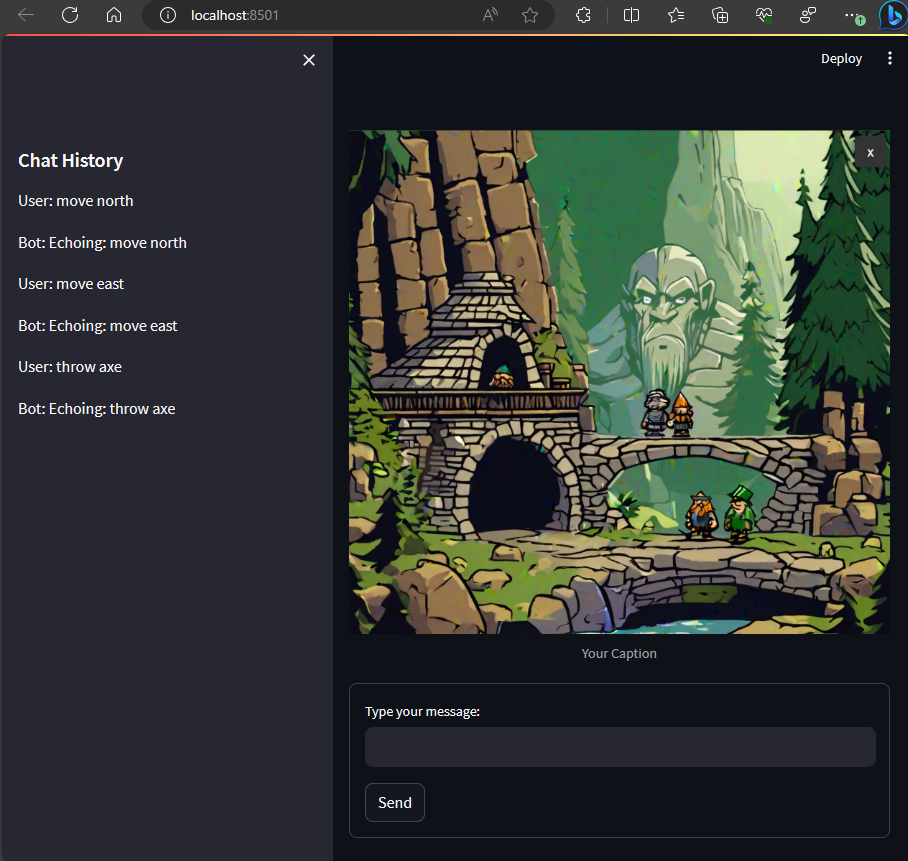 localhost:8501
Deploy
Chat History
User: move north
Bot: Echoing: move north
User: move east
Bot: Echoing: move east
User: throw axe
Bot: Echoing: throw axe
x
Your Caption
Type your message:
Send